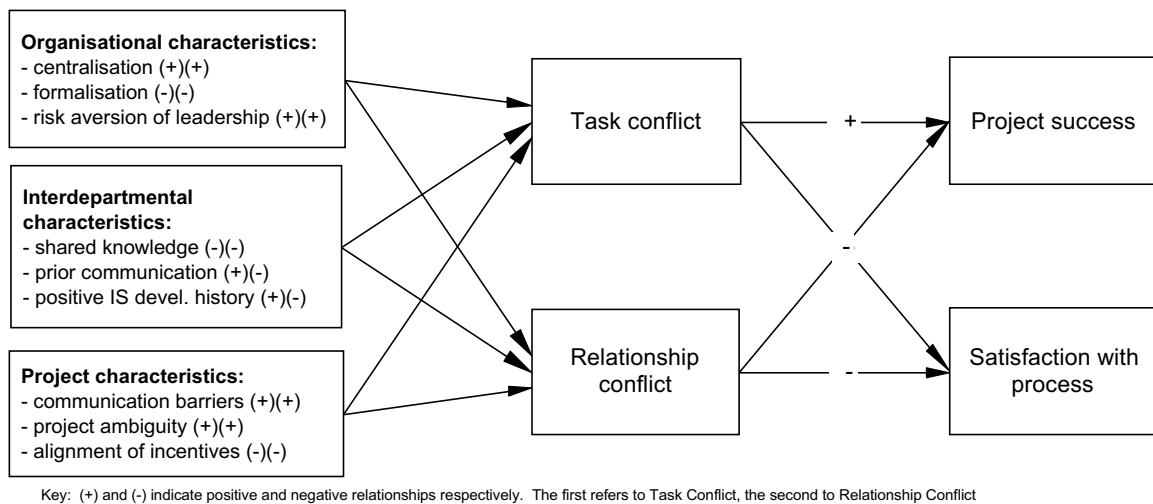 Organisational characteristics:
- centralisation (+)(+)
- formalisation (-)(-)
- risk aversion of leadership (+)(+)
Interdepartmental
characteristics:
- shared knowledge (-)(-)
- prior communication (+)(-)
- positive IS devel. history (+)(-)
Project characteristics:
- communication barriers (+)(+)
- project ambiguity (+)(+)
- alignment of incentives (-)(-)
Task conflict
Relationship
conflict
+
-
-
Project success
Satisfaction with
process
Key: (+) and (-) indicate positive and negative relationships respectively. The first refers to Task Conflict, the second to Relationship Conflict